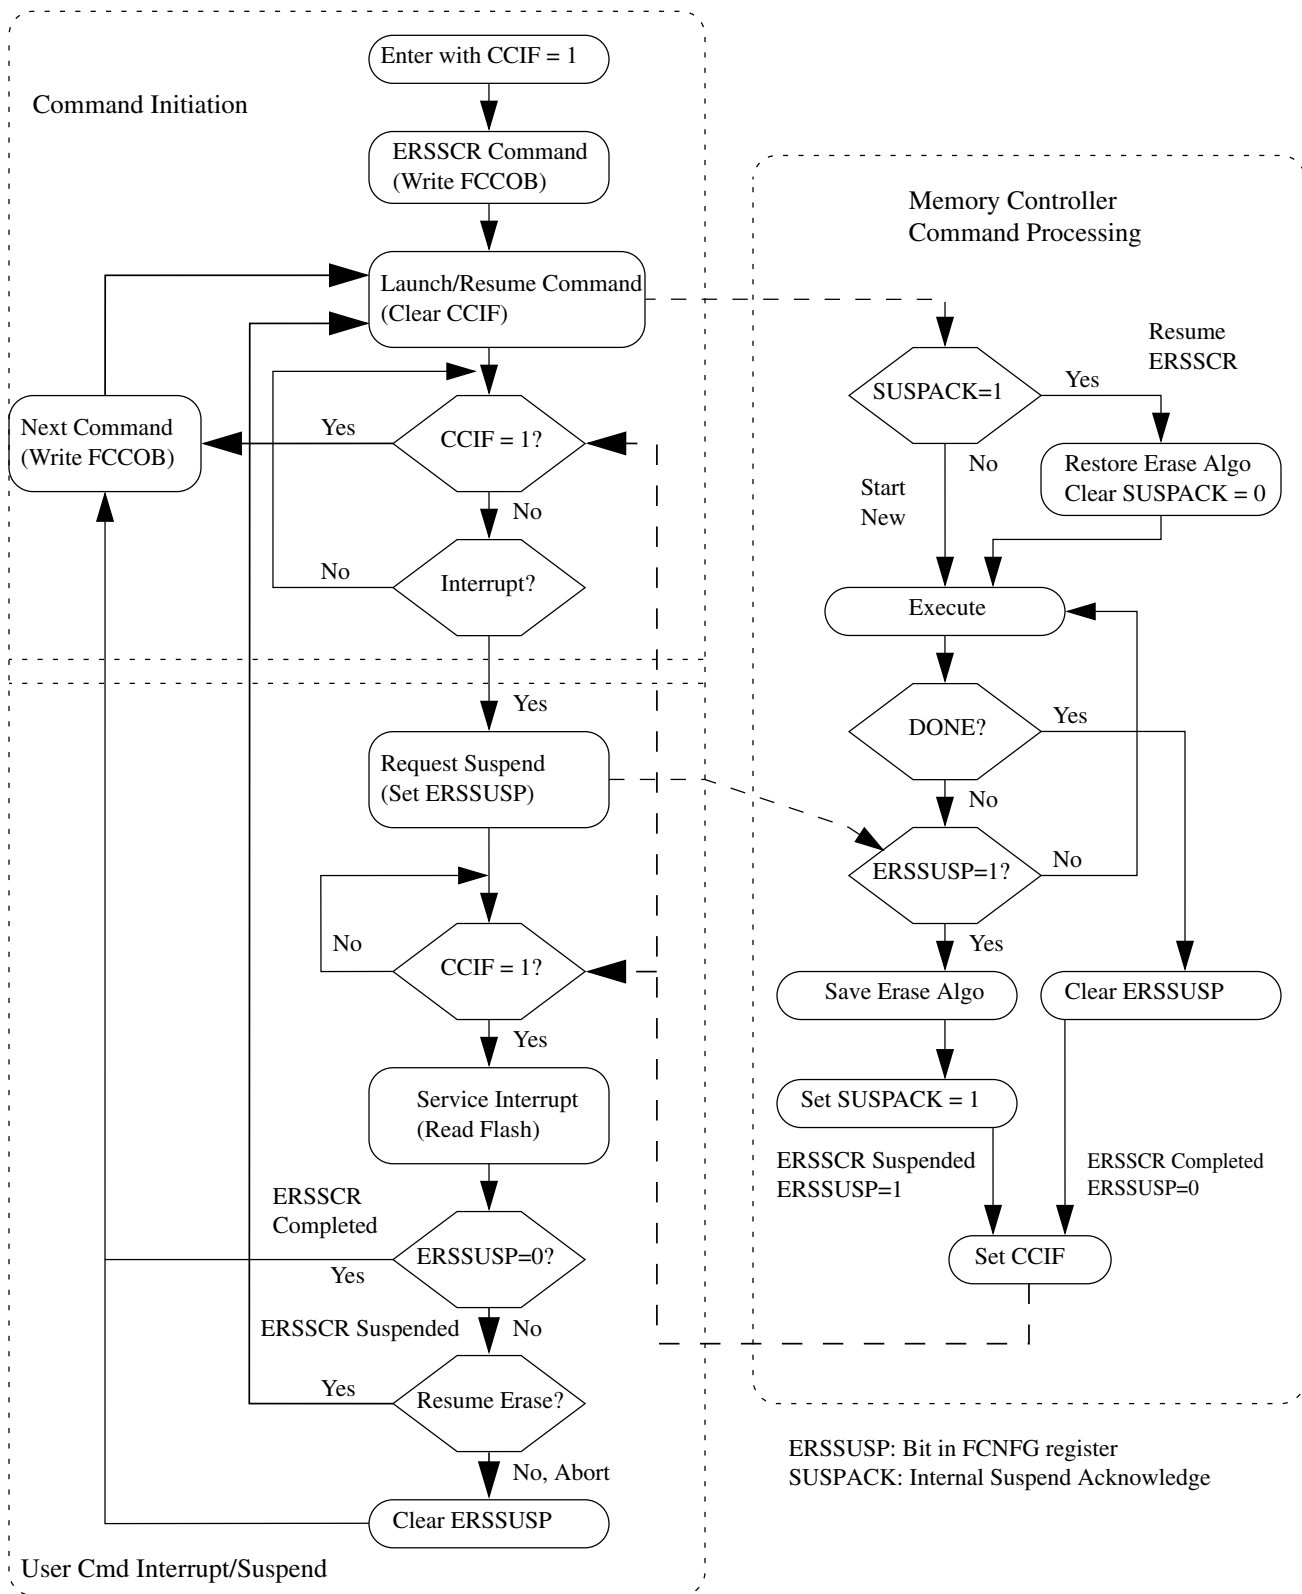 Enter with CCIF = 1
Command Initiation
ERSSCR Command
(Write FCCOB)
Launch/Resume Command
(Clear CCIF)
Next Command
(Write FCCOB)
Yes
CCIF = 1?
No
No
Interrupt?
Yes
Request Suspend
(Set ERSSUSP)
No
CCIF = 1?
Yes
Service Interrupt
(Read Flash)
ERSSCR
Completed
ERSSUSP=0?
Yes
ERSSCR Suspended
No
Yes
Resume Erase?
No, Abort
Clear ERSSUSP
User Cmd Interrupt/Suspend
Memory Controller
Command Processing
Resume
ERSSCR
SUSPACK=1
Yes
No
Restore Erase Algo
Clear SUSPACK = 0
Start
New
Execute
DONE?
Yes
No
ERSSUSP=1?
No
Yes
Save Erase Algo
Clear ERSSUSP
Set SUSPACK = 1
ERSSCR Suspended
ERSSUSP=1
ERSSCR Completed
ERSSUSP=0
Set CCIF
ERSSUSP: Bit in FCNFG register
SUSPACK: Internal Suspend Acknowledge